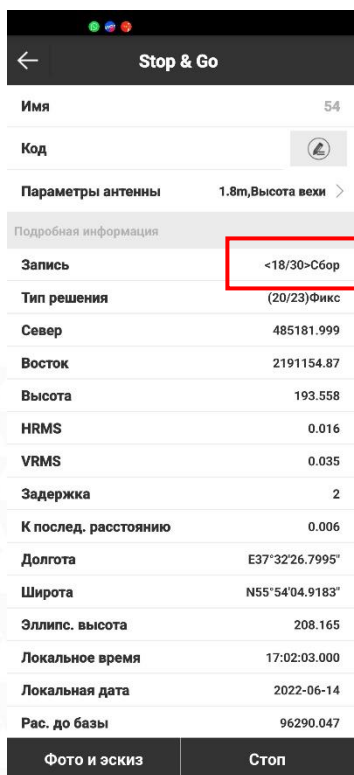 Stop & Go
Имя 54
Код
Параметры антенны 1.8m,Высота вехи
Подробная информация
Запись <18/30>Сбор
Тип решения (20/23)Фикс
Север 485181.999
Восток 2191154.87
Высота 193.558
HRMS 0.016
VRMS 0.035
Задержка 2
К послед. расстоянию 0.006
Долгота E37°32'26.7995"
Широта N55°54'04.9183"
Эллипс. высота 208.165
Локальное время 17:02:03.000
Локальная дата 2022-06-14
Рас. до базы 96290.047
Фото и эскиз Стоп